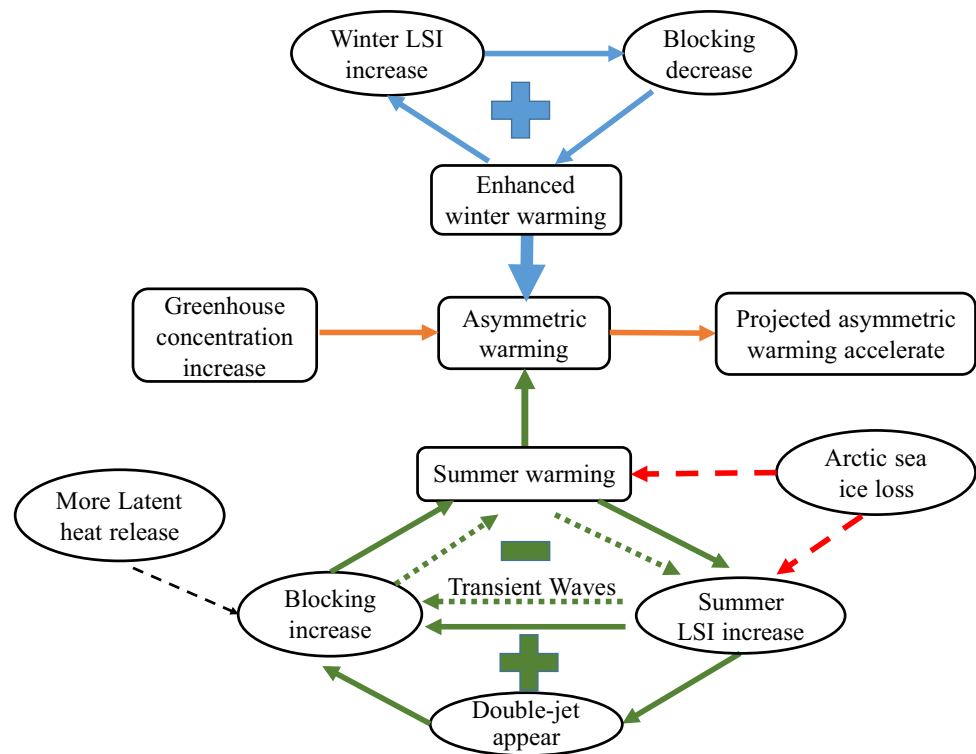 Winter LSI
increase
Blocking
decrease
Enhanced
winter warming
Greenhouse
concentration
increase
Asymmetric
warming
Projected asymmetric
warming accelerate
Summer warming
Arctic sea
ice loss
More Latent
heat release
Transient Waves
Blocking
increase
Summer
LSI increase
Double-jet
appear